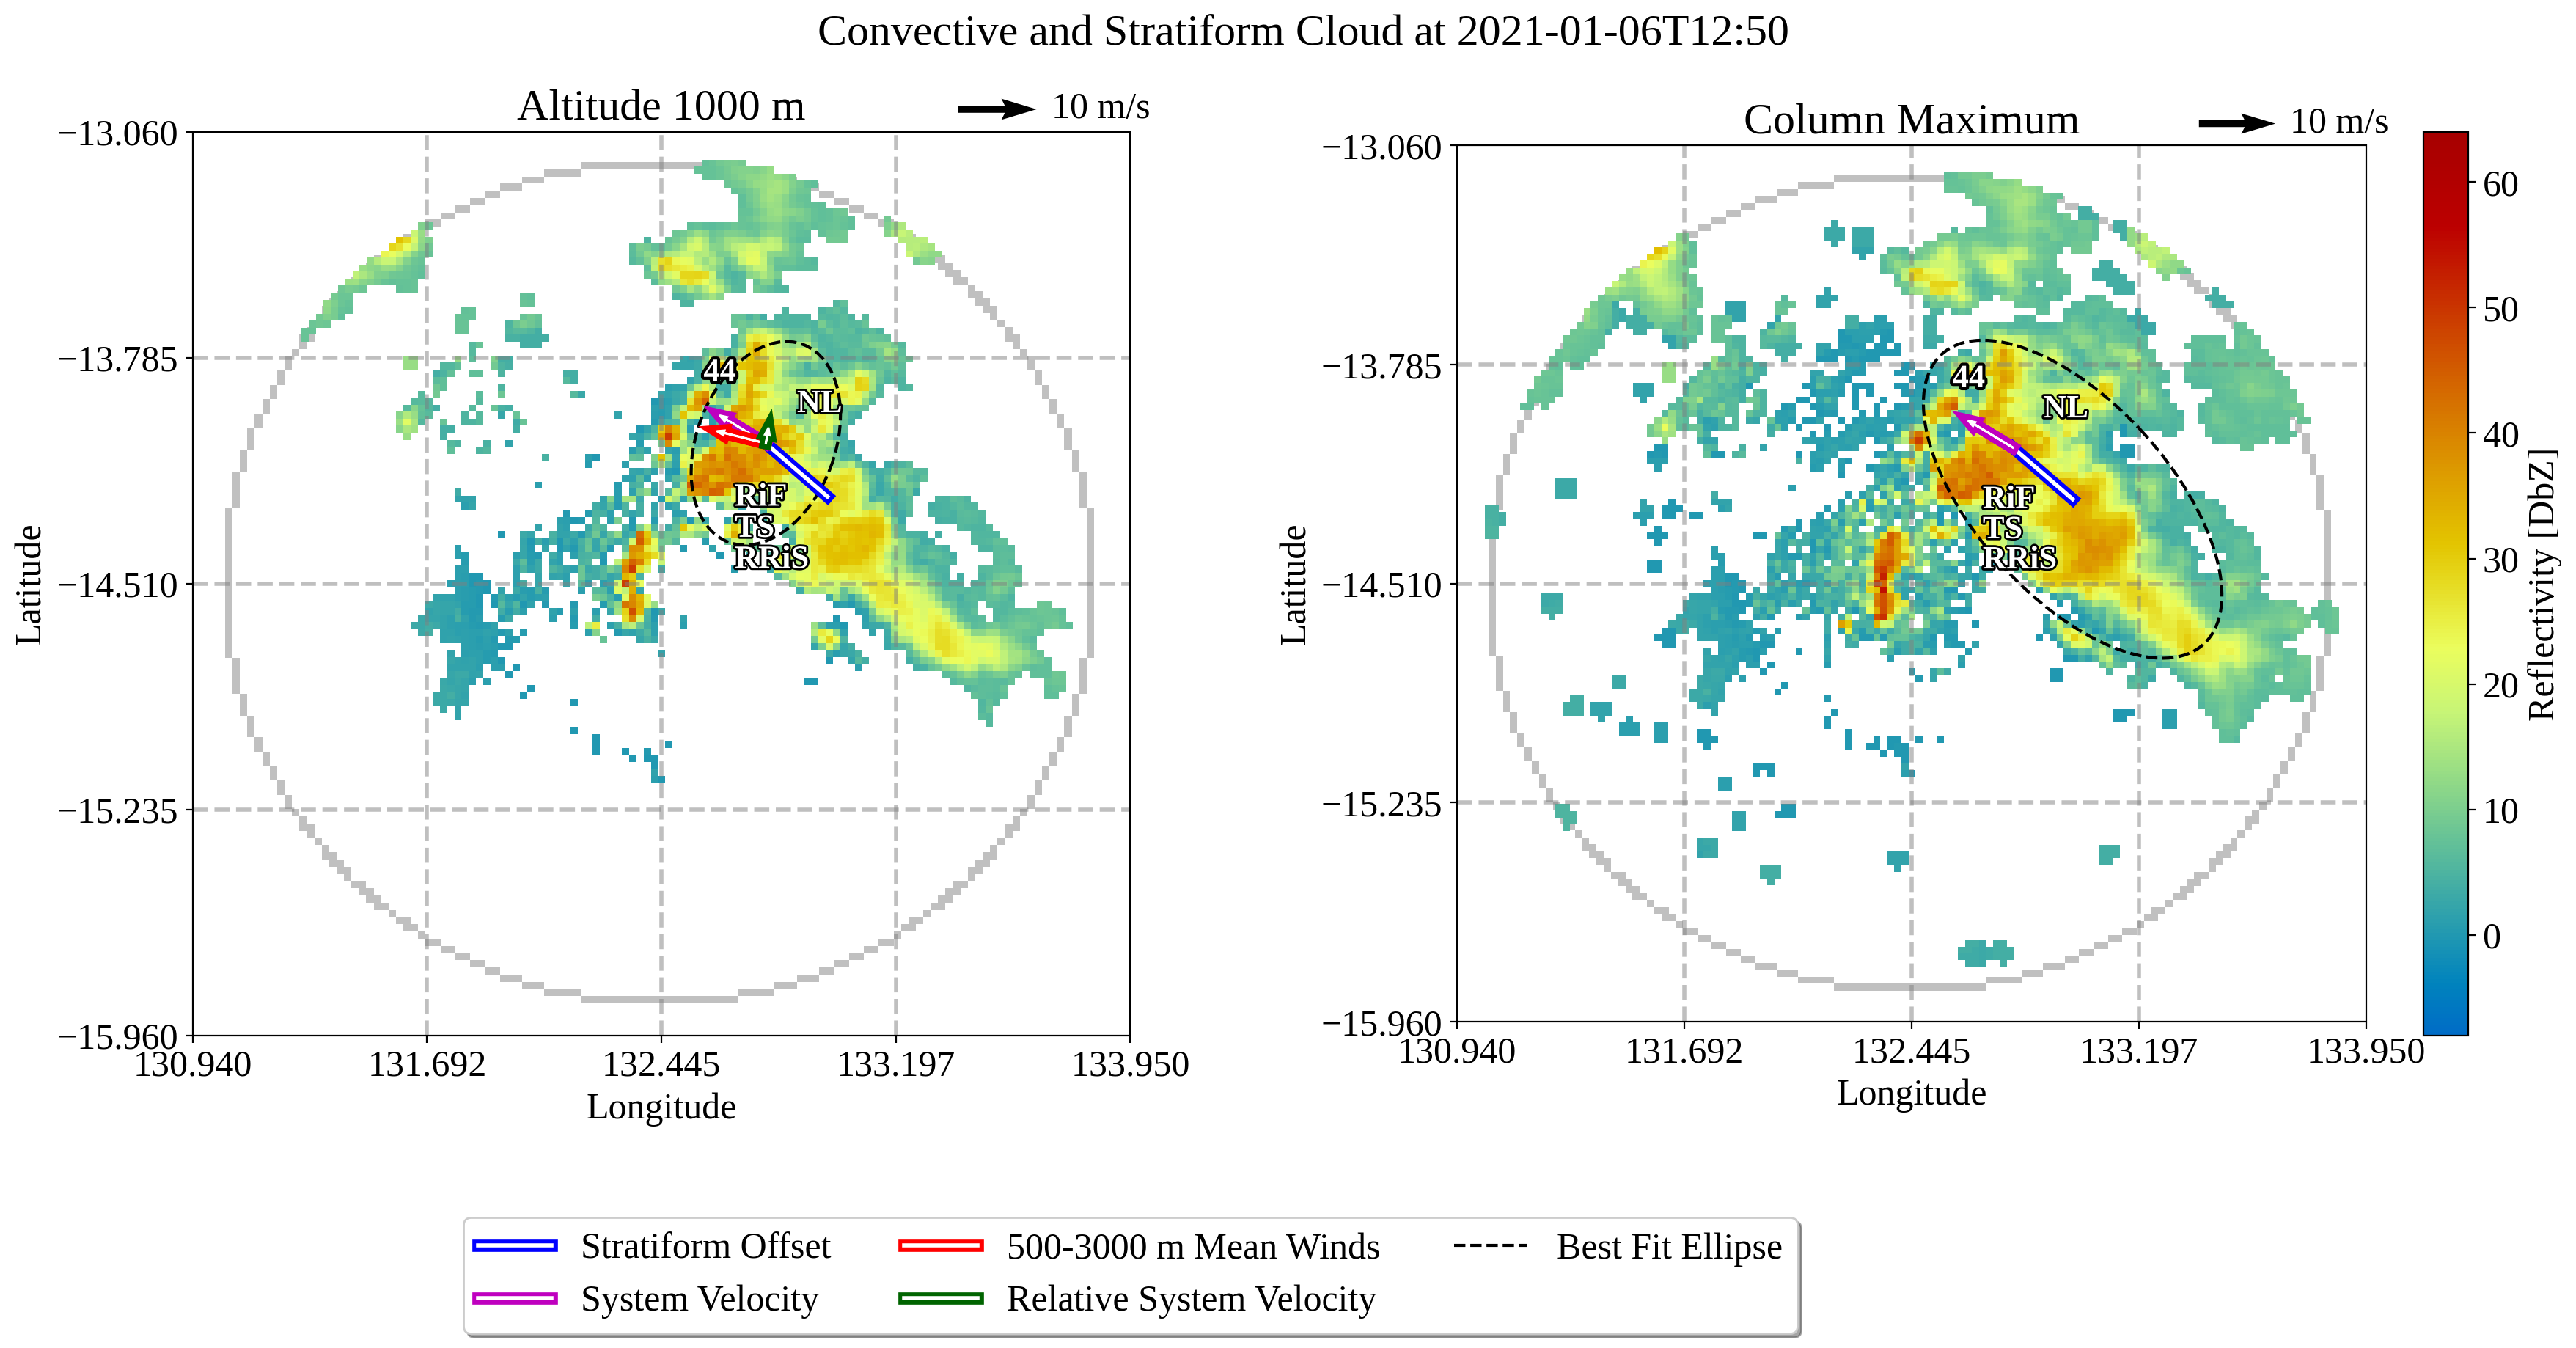 Convective and Stratiform Cloud at 2021-01-06T12:50
Altitude 1000 m
10 m/s
−13.060
−13.785
−14.510
−15.235
−15.960
130.940
131.692
132.445
133.197
133.950
Latitude
Longitude
44
NL
RiF
TS
RRiS
Column Maximum
10 m/s
−13.060
−13.785
−14.510
−15.235
−15.960
130.940
131.692
132.445
133.197
133.950
Latitude
Longitude
44
NL
RiF
TS
RRiS
60
50
40
30
20
10
0
Reflectivity [DbZ]
Stratiform Offset
System Velocity
500-3000 m Mean Winds
Relative System Velocity
Best Fit Ellipse